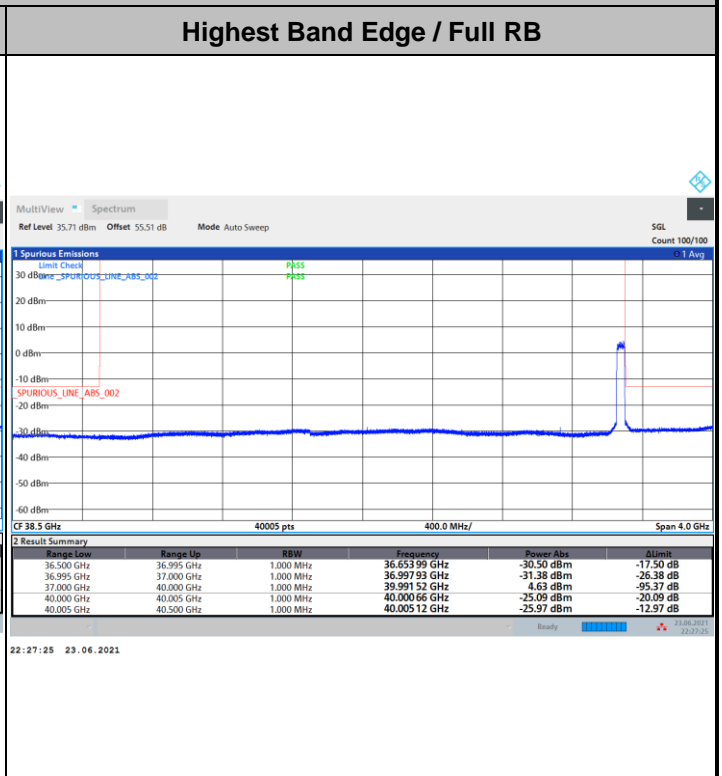 Highest Band Edge / Full RB
MultiView Spectrum
Ref Level 35.71 dBm Offset 55.51 dB Mode Auto Sweep SGL
Count 100/100
1 Spurious Emissions 1 Avg
Limit Check PASS
30 dBm Line _SPURIOUS_LINE_ABS_002 PASS
20 dBm
10 dBm
0 dBm
-10 dBm
_SPURIOUS_LINE_ABS_002
-20 dBm
-30 dBm
-40 dBm
-50 dBm
-60 dBm
CF 38.5 GHz 40005 pts 400.0 MHz/ Span 4.0 GHz
2 Result Summary
Range Low Range Up RBW Frequency Power Abs ΔLimit
36.500 GHz 36.995 GHz 1.000 MHz 36.653 99 GHz -30.50 dBm -17.50 dB
36.995 GHz 37.000 GHz 1.000 MHz 36.997 93 GHz -31.38 dBm -26.38 dB
37.000 GHz 40.000 GHz 1.000 MHz 39.991 52 GHz 4.63 dBm -95.37 dB
40.000 GHz 40.005 GHz 1.000 MHz 40.000 66 GHz -25.09 dBm -20.09 dB
40.005 GHz 40.500 GHz 1.000 MHz 40.005 12 GHz -25.97 dBm -12.97 dB
Ready 23.06.2021
22:27:25
22:27:25 23.06.2021